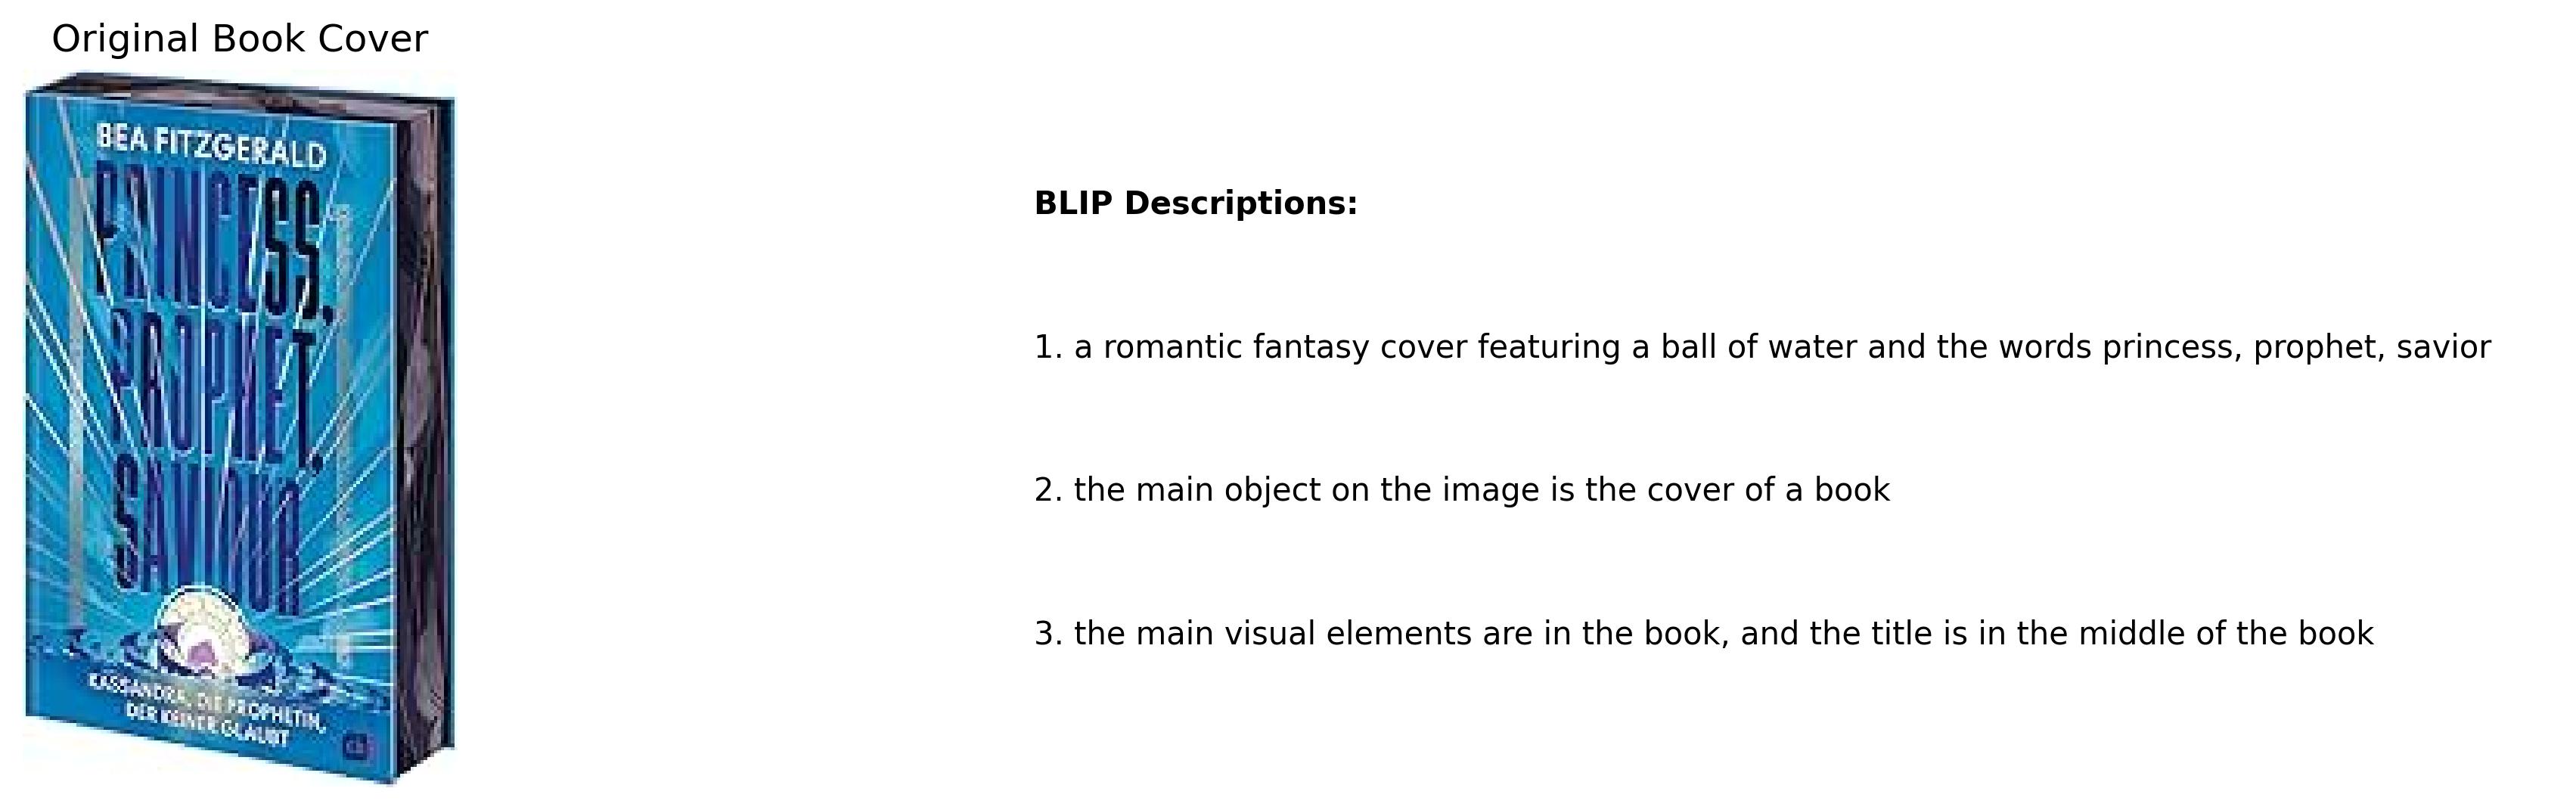 Original Book Cover
BEA FITZGERALD
PRINCESS,
PROPHET,
SAVIOUR
KASSANDRA, DIE PROPHETIN,
DER KEINER GLAUBT
BLIP Descriptions:
1. a romantic fantasy cover featuring a ball of water and the words princess, prophet, savior
2. the main object on the image is the cover of a book
3. the main visual elements are in the book, and the title is in the middle of the book